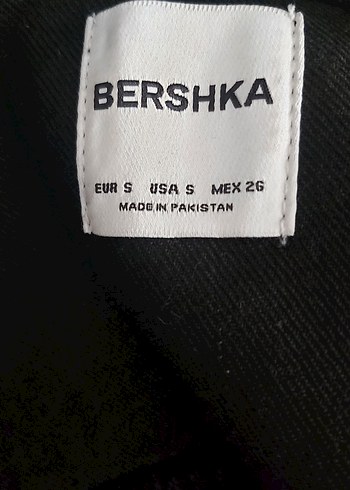 BERSHKA
EUR S USA S MEX 26
MADE IN PAKISTAN